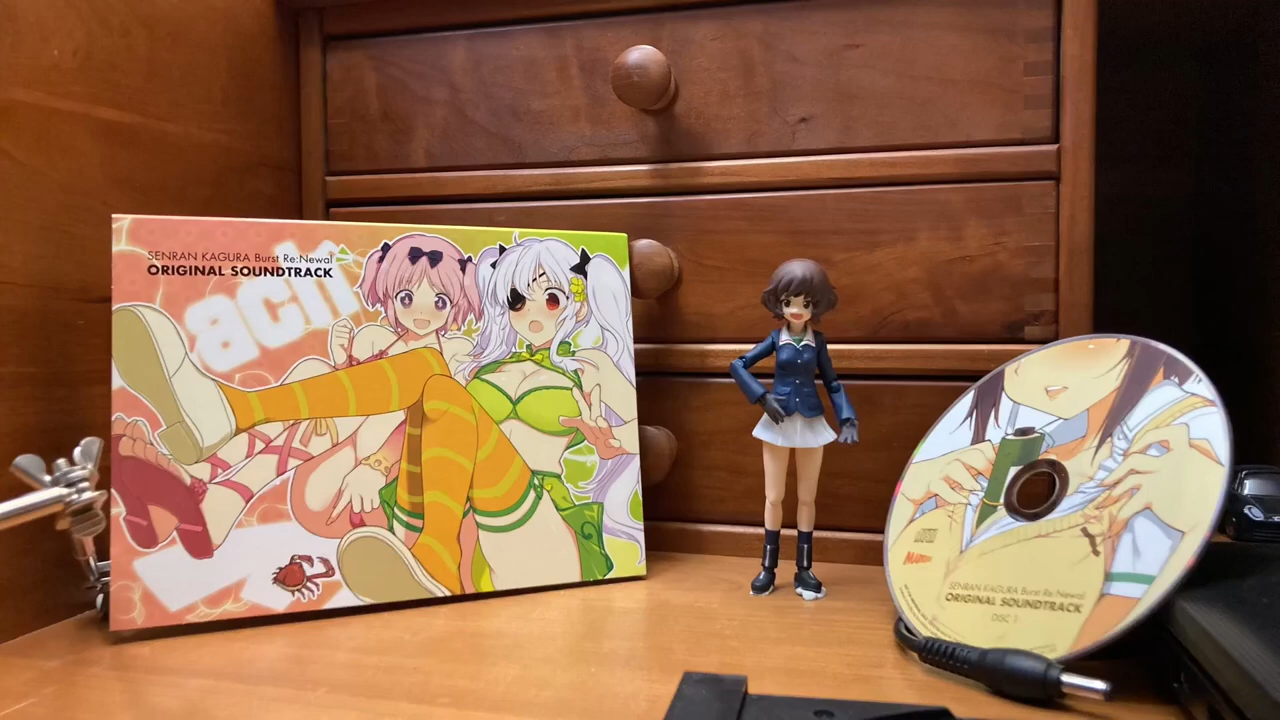 SENRAN KAGURA Burst Re:Newal
ORIGINAL SOUNDTRACK
SENRAN KAGURA Burst Re:Newal
ORIGINAL SOUNDTRACK
DISC 1